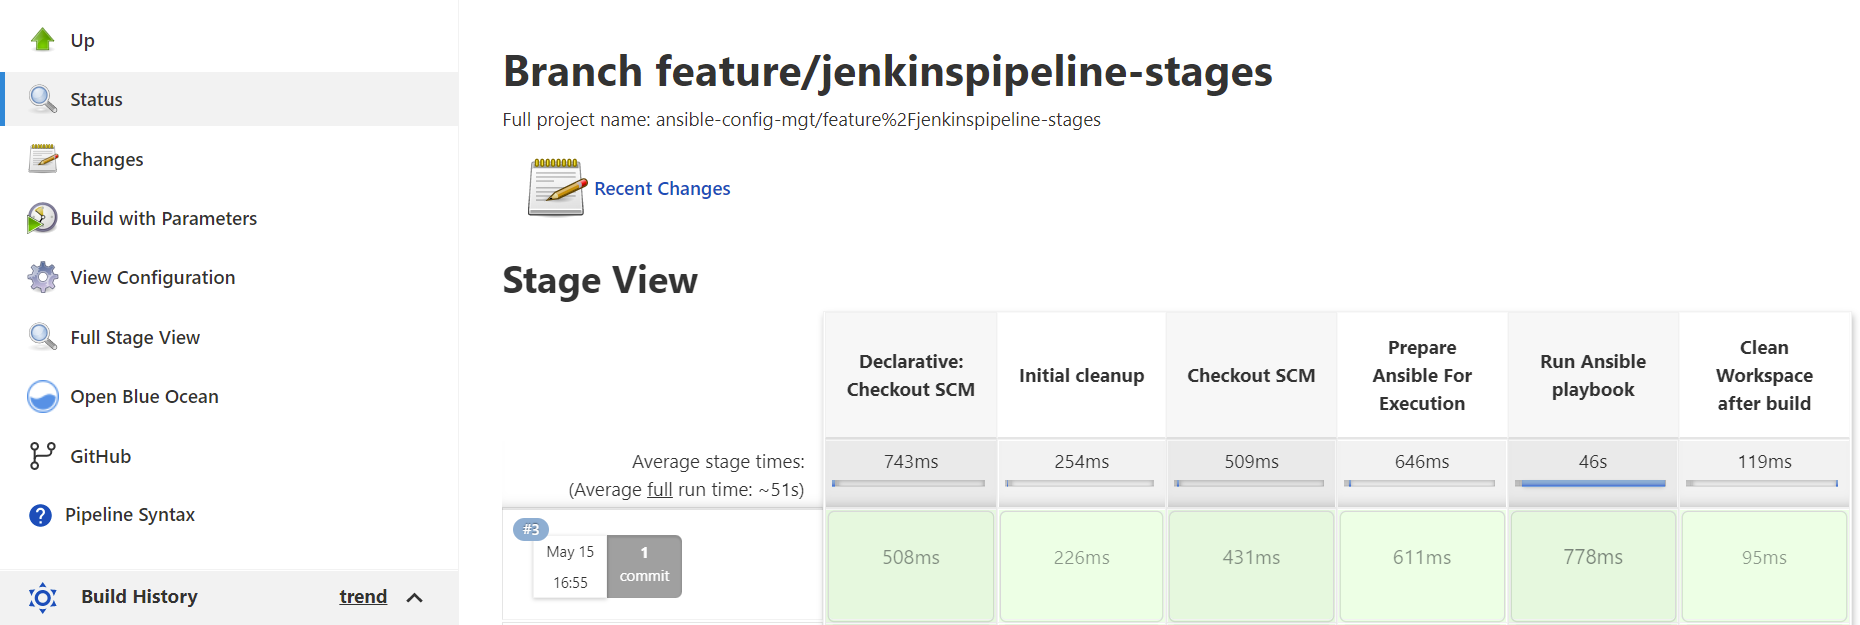 Up
Status
Changes
Build with Parameters
View Configuration
Full Stage View
Open Blue Ocean
GitHub
Pipeline Syntax
Build History trend
Branch feature/jenkinspipeline-stages
Full project name: ansible-config-mgt/feature%2Fjenkinspipeline-stages
Recent Changes
Stage View
Declarative:
Checkout SCM
Initial cleanup
Checkout SCM
Prepare
Ansible For
Execution
Run Ansible
playbook
Clean
Workspace
after build
Average stage times:
(Average full run time: ~51s)
743ms
254ms
509ms
646ms
46s
119ms
#3
May 15
16:55
1
commit
508ms
226ms
431ms
611ms
778ms
95ms